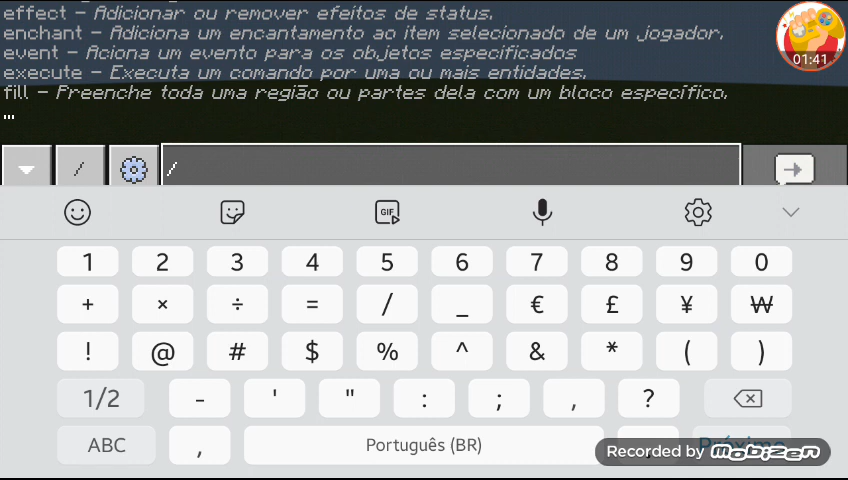 effect - Adicionar ou remover efeitos de status.
enchant - Adiciona um encantamento ao item selecionado de um jogador.
event - Aciona um evento para os objetos especificados
execute - Executa um comando por uma ou mais entidades.
fill - Preenche toda uma região ou partes dela com um bloco específico.
...
01:41
/ /
GIF
1 2 3 4 5 6 7 8 9 0
+ × ÷ = / _ € £ ¥ ₩
! @ # $ % ^ & * ( )
1/2 - ' " : ; , ?
ABC , Português (BR) Próximo
Recorded by mobizen